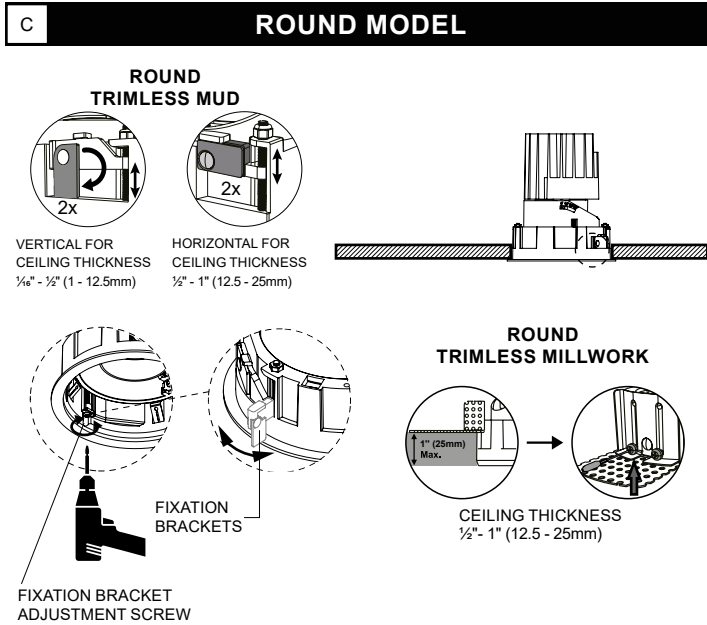 C
ROUND MODEL
ROUND
TRIMLESS MUD
2x
2x
VERTICAL FOR
CEILING THICKNESS
¹⁄₁₆" - ½" (1 - 12.5mm)
HORIZONTAL FOR
CEILING THICKNESS
½" - 1" (12.5 - 25mm)
FIXATION
BRACKETS
FIXATION BRACKET
ADJUSTMENT SCREW
ROUND
TRIMLESS MILLWORK
1" (25mm)
Max.
CEILING THICKNESS
½"- 1" (12.5 - 25mm)